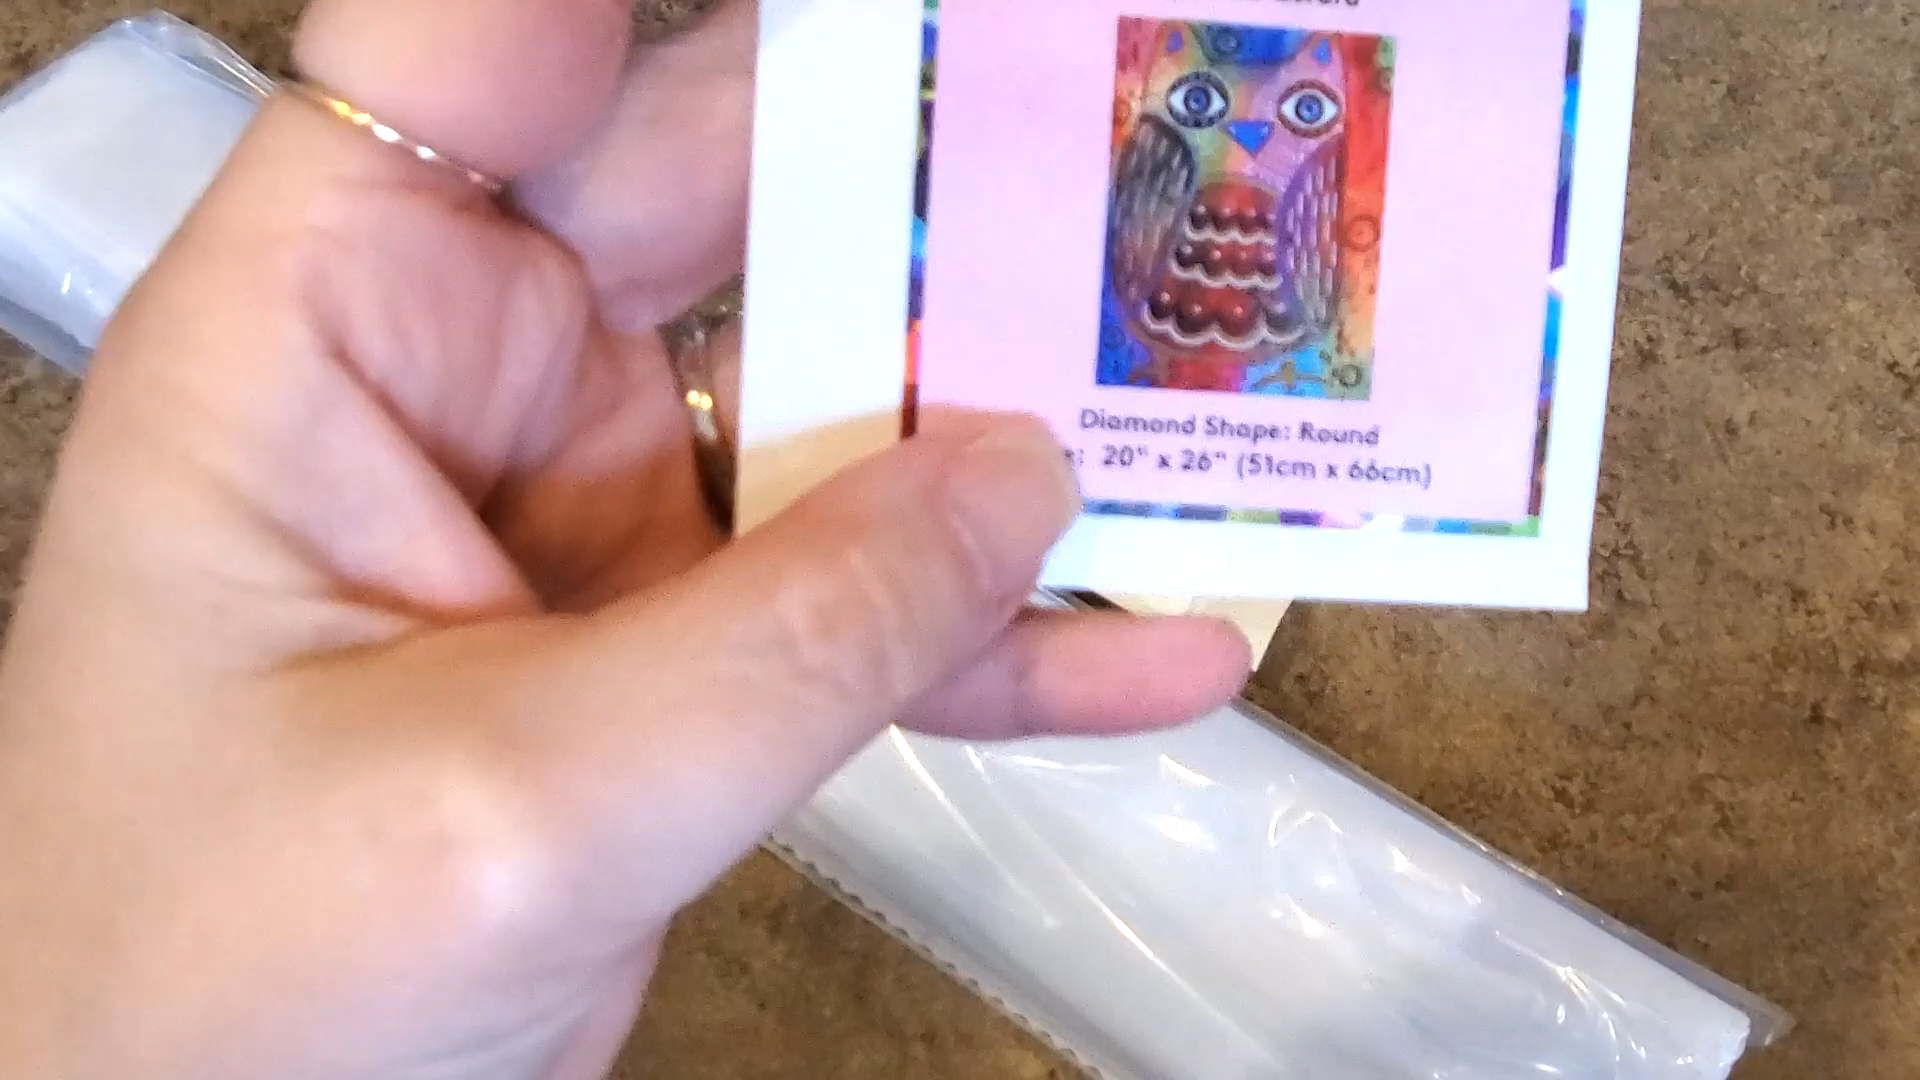 Diamond Shape: Round
20" x 26" (51cm x 66cm)